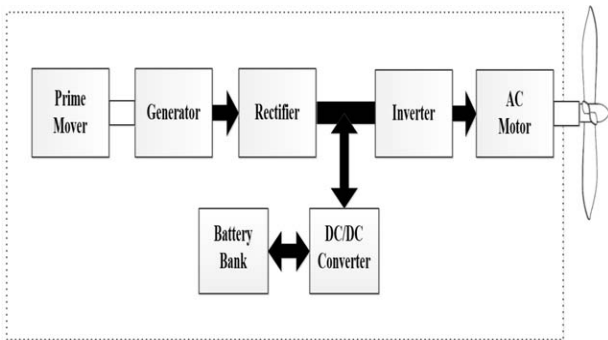 Prime
Mover
Generator
Rectifier
Inverter
AC
Motor
Battery
Bank
DC/DC
Converter